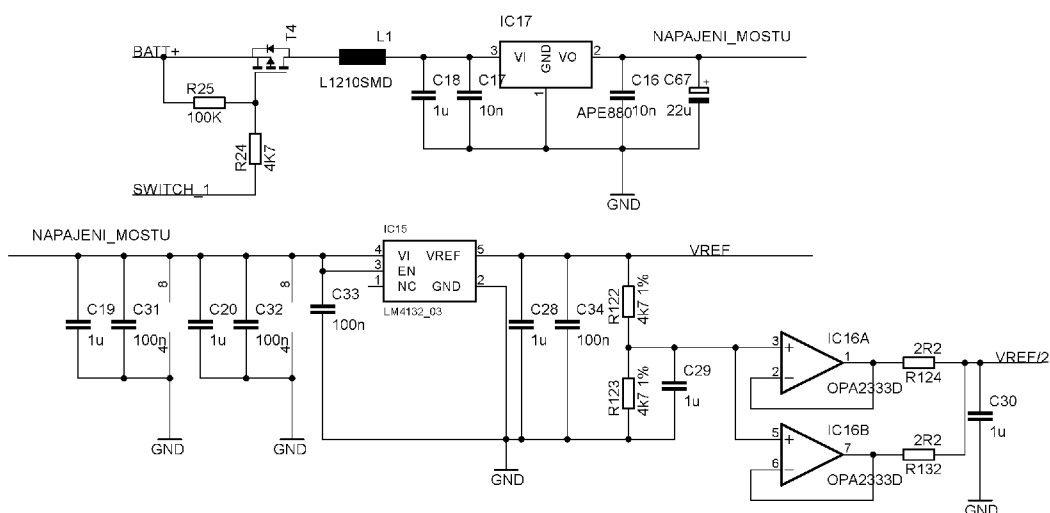 IC17
T4
L1
NAPAJENI_MOSTU
BATT+
3
VI
GND
VO
2
L1210SMD
C18
C17
C16
C67
+
R25
100K
1u
10n
1
APE880
10n
22u
R24
4K7
SWITCH_1
GND
NAPAJENI_MOSTU
IC15
4
VI
VREF
5
VREF
3
EN
1
NC
GND
2
LM4132_03
8
8
C19
C31
C20
C32
C33
C28
C34
R122
4k7 1%
1u
100n
1u
100n
100n
1u
100n
4
4
GND
GND
R123
4k7 1%
C29
1u
3
+
2
-
IC16A
1
OPA2333D
2R2
R124
VREF/2
C30
1u
IC16B
5
+
6
-
7
OPA2333D
2R2
R132
GND
GND